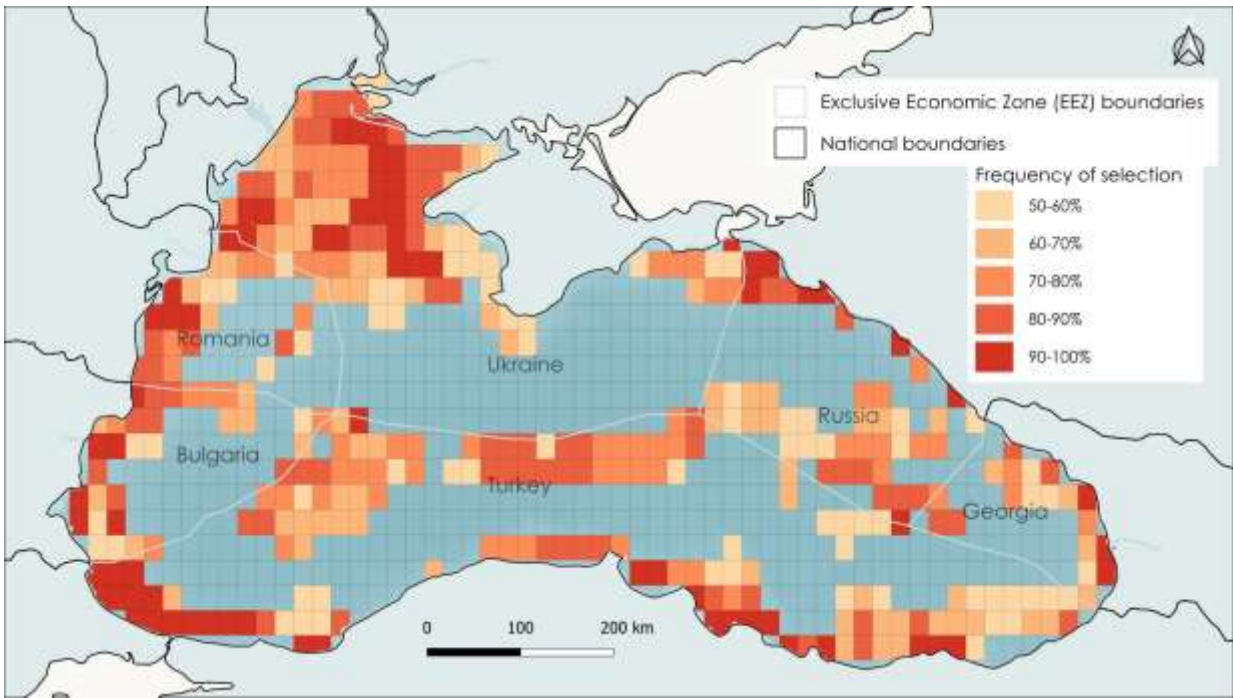 Exclusive Economic Zone (EEZ) boundaries
National boundaries
Frequency of selection
50-60%
60-70%
70-80%
80-90%
90-100%
Romania
Ukraine
Russia
Bulgaria
Turkey
Georgia
0 100 200 km